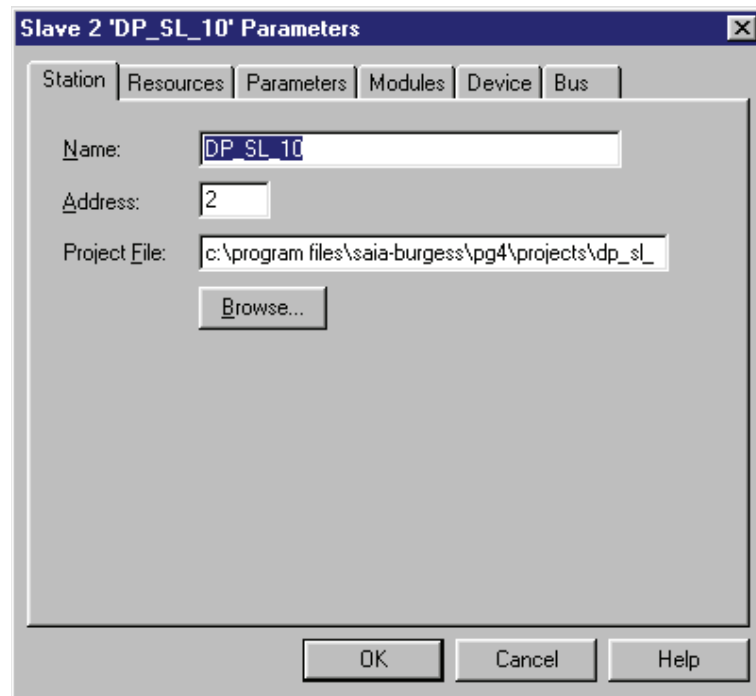 Slave 2 'DP_SL_10' Parameters
Station Resources Parameters Modules Device Bus
Name: DP_SL_10
Address: 2
Project File: c:\program files\saia-burgess\pg4\projects\dp_sl_
Browse...
OK Cancel Help